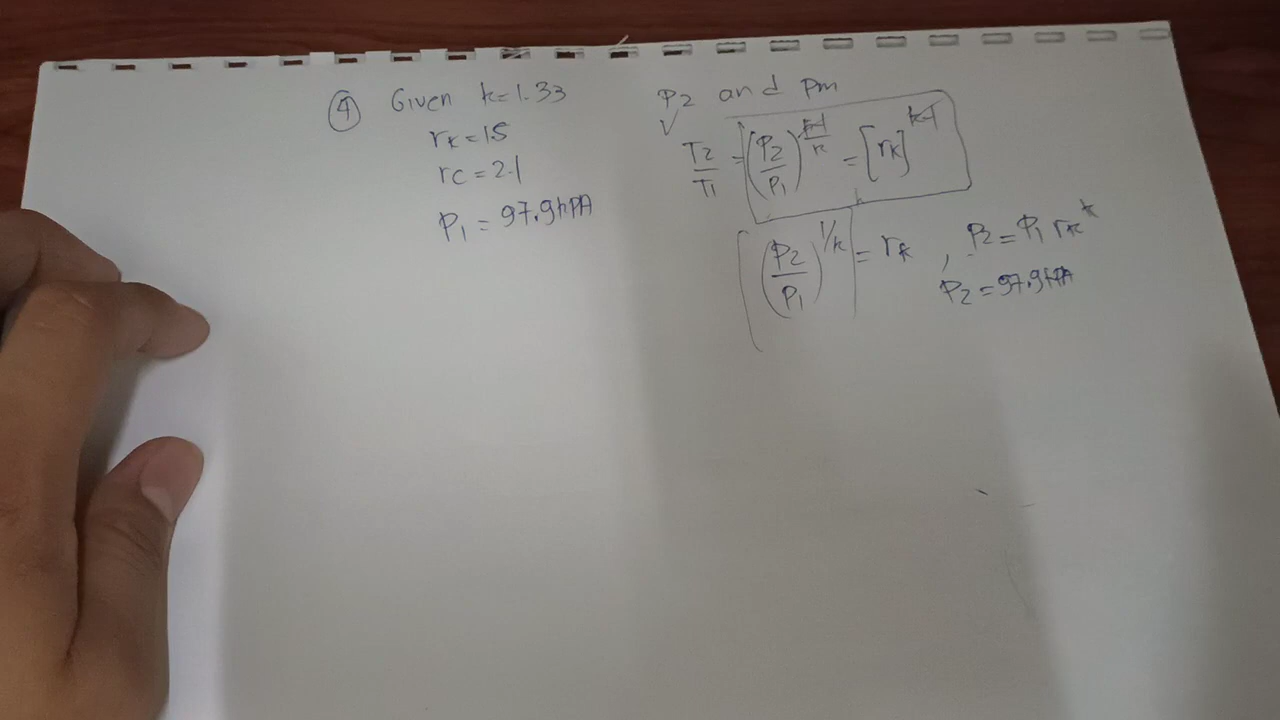 ④ Given k=1.33
rk=15
rc=2.1
P1 = 97.9kPA
P2 and Pm
✓
T2/T1 = (P2/P1)^(k-1/k) = [rk]^k-1
(P2/P1)^1/k = rk , P2=P1 rk^k
P2=97.9kPA